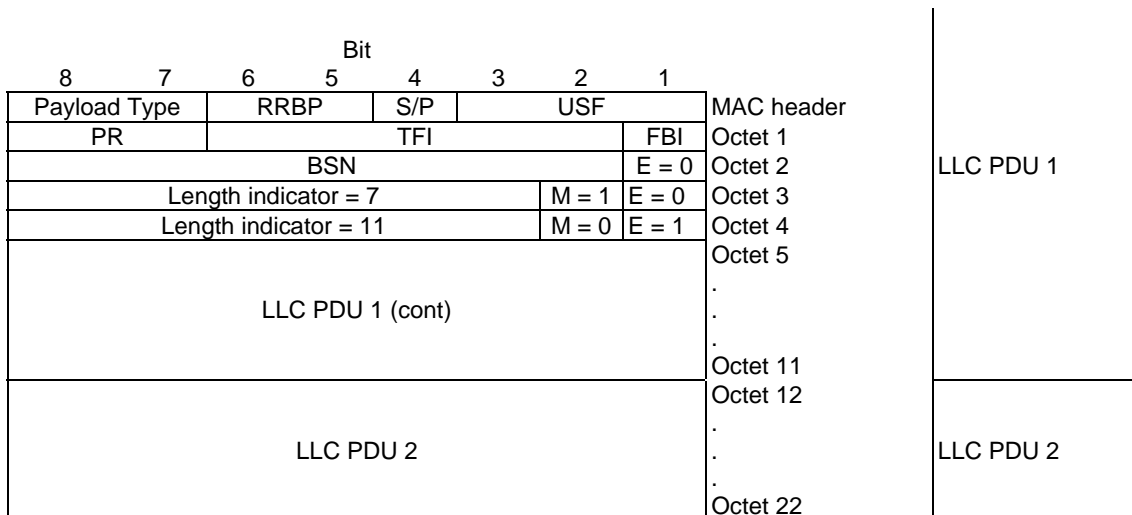 Bit
8 7 6 5 4 3 2 1
Payload Type RRBP S/P USF MAC header
PR TFI FBI Octet 1
BSN E = 0 Octet 2 LLC PDU 1
Length indicator = 7 M = 1 E = 0 Octet 3
Length indicator = 11 M = 0 E = 1 Octet 4
Octet 5
.
LLC PDU 1 (cont) .
.
Octet 11
Octet 12
.
LLC PDU 2 . LLC PDU 2
.
Octet 22